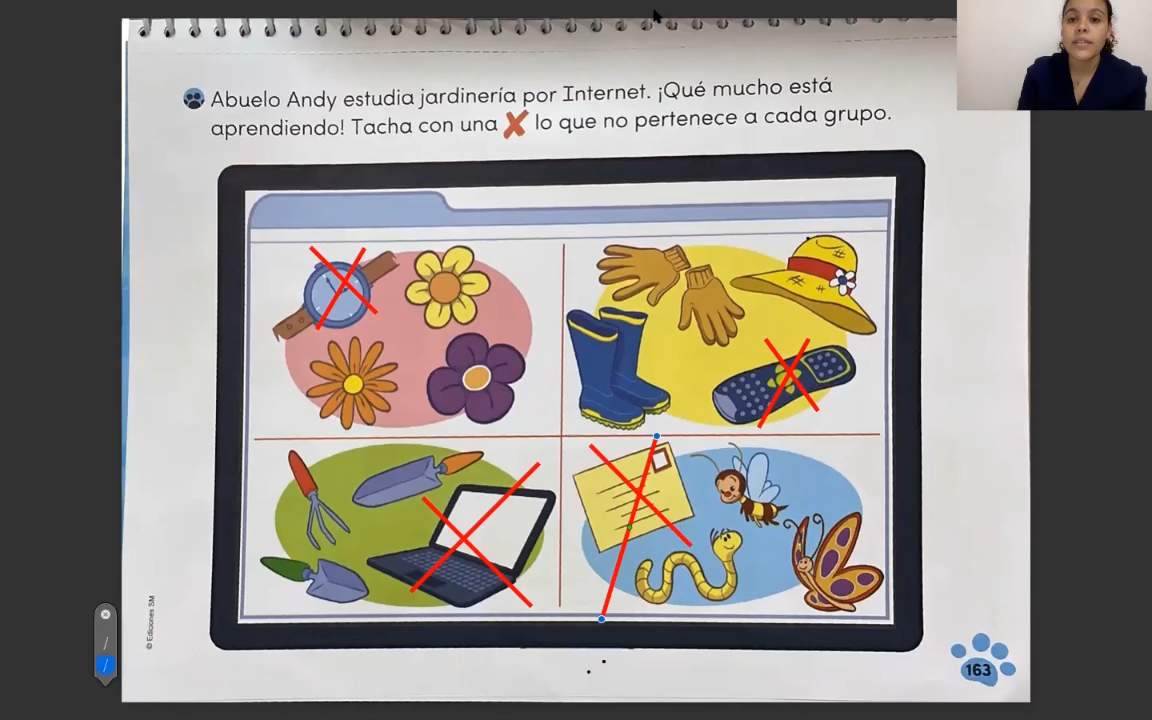 Abuelo Andy estudia jardinería por Internet. ¡Qué mucho está
aprendiendo! Tacha con una lo que no pertenece a cada grupo.
© Ediciones SM
163